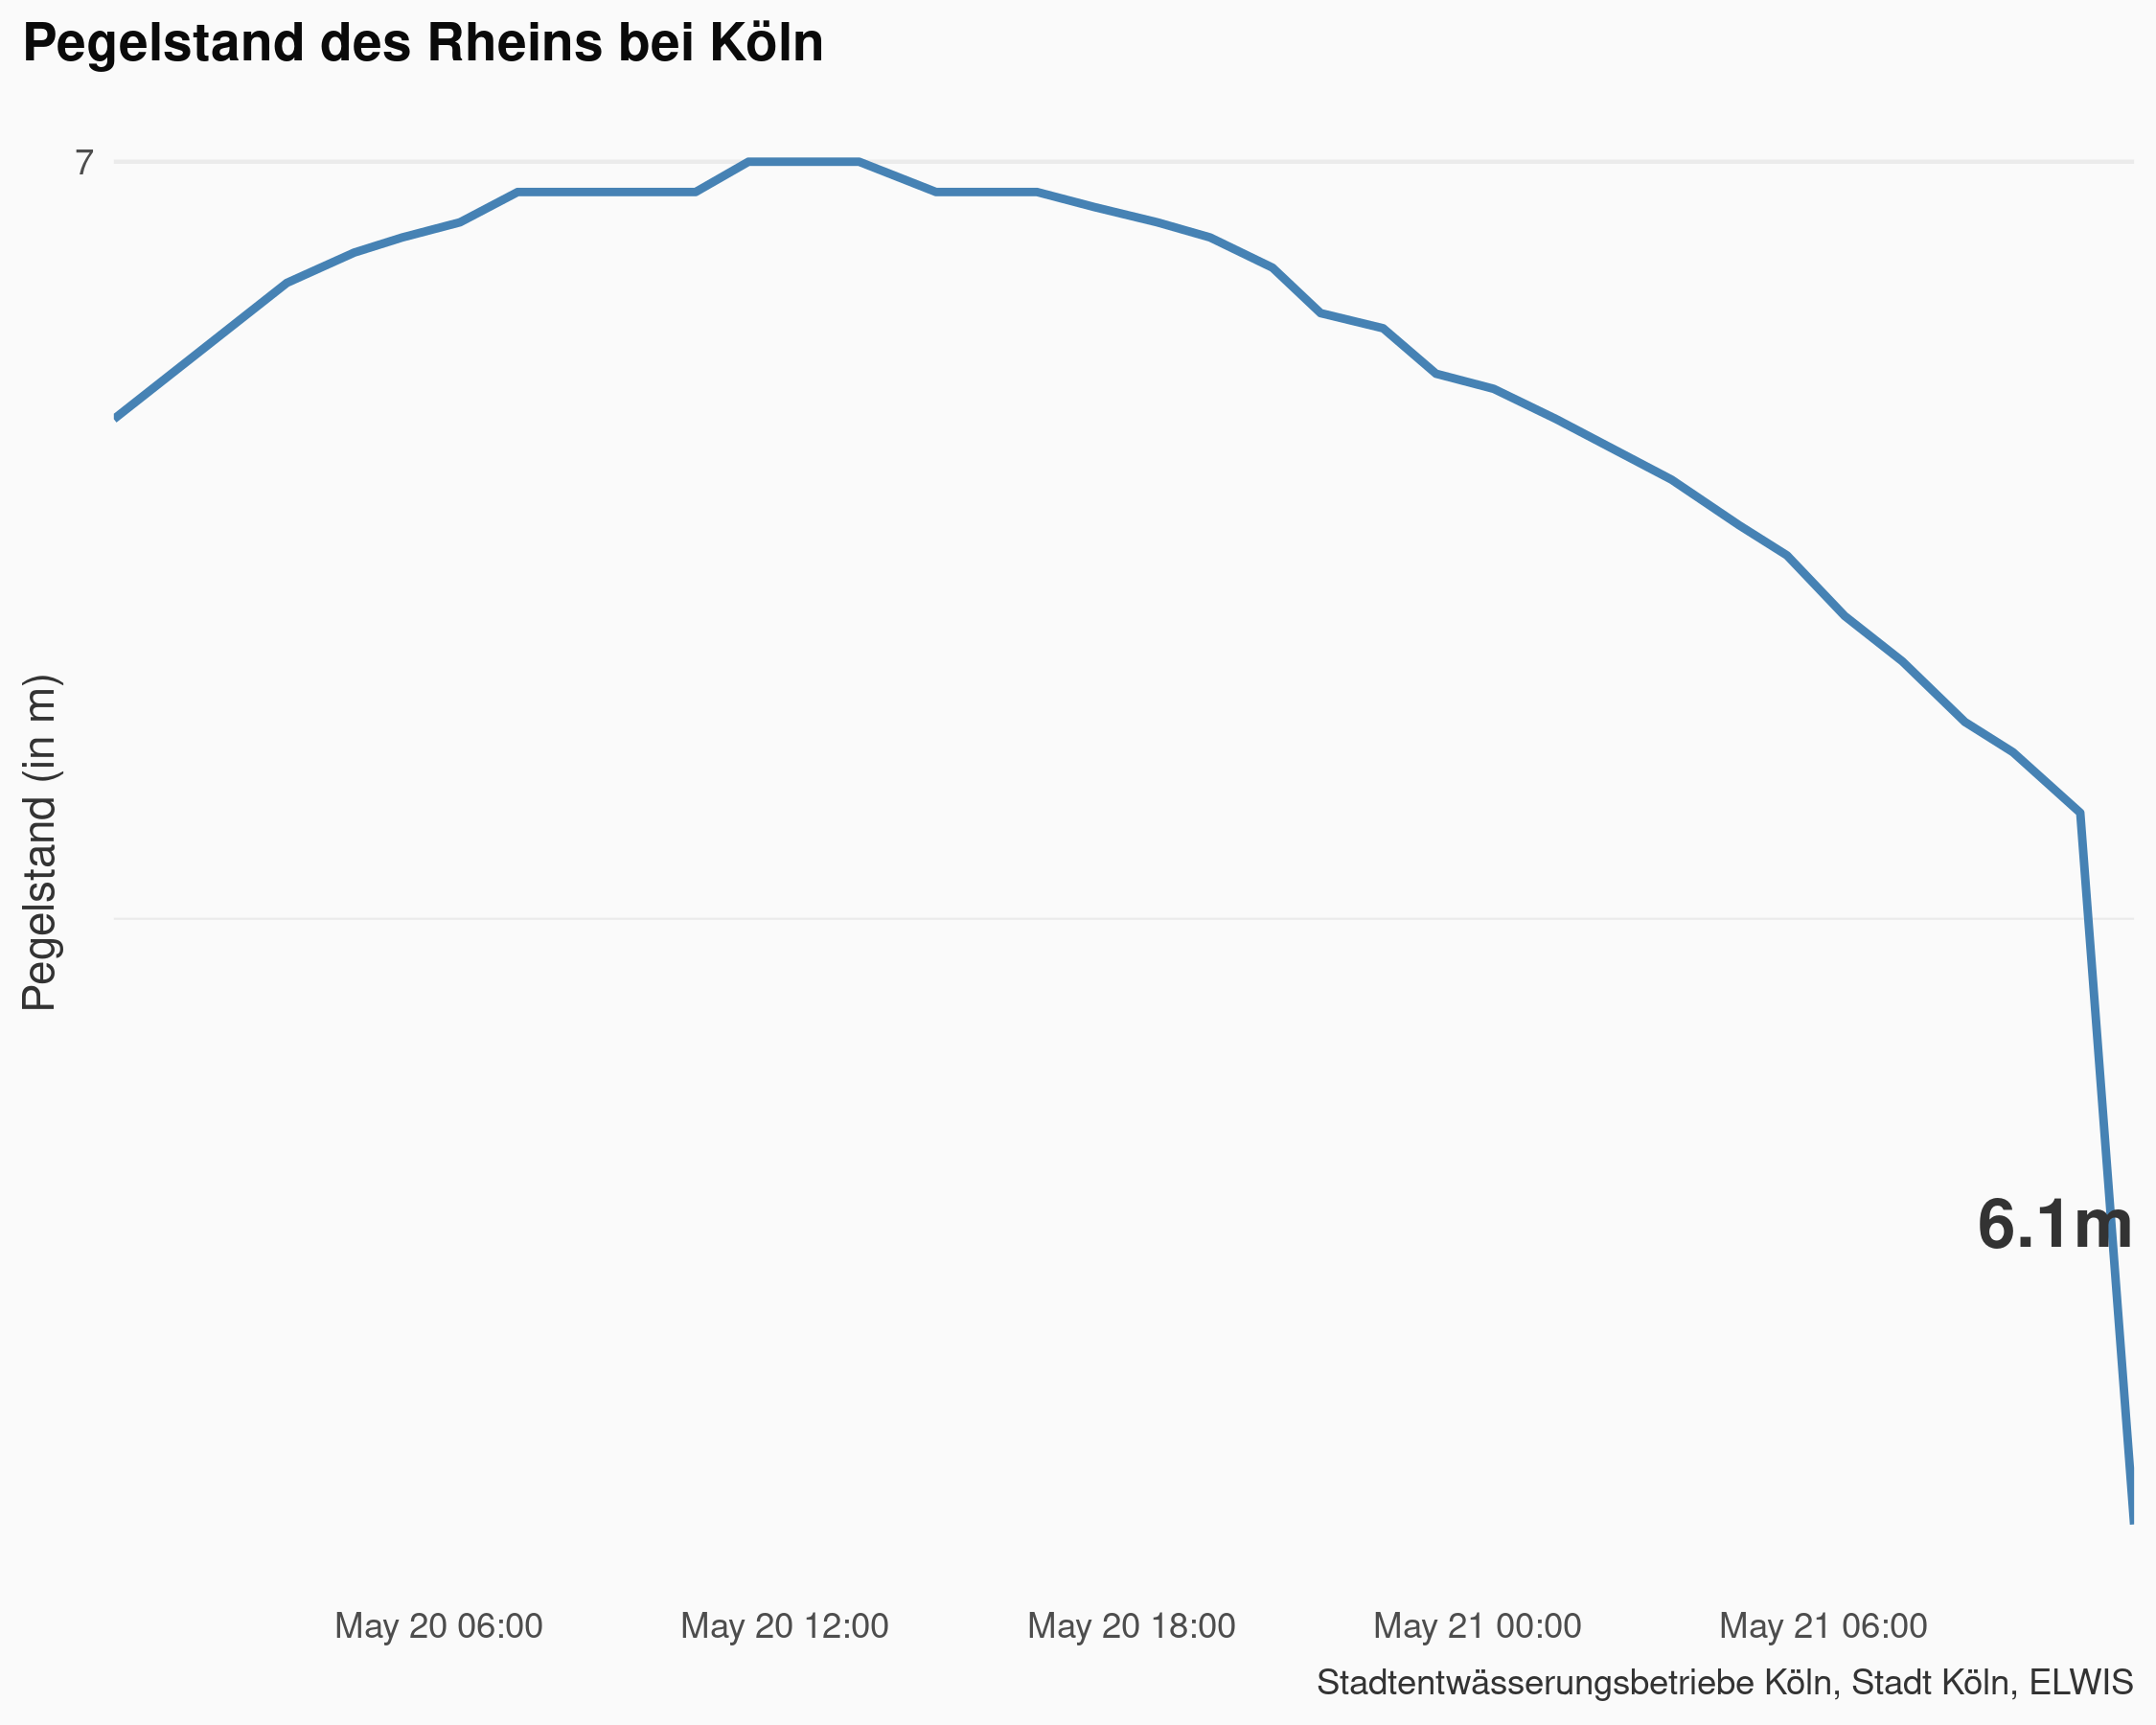 Pegelstand des Rheins bei Köln
7
Pegelstand (in m)
6.1m
May 20 06:00
May 20 12:00
May 20 18:00
May 21 00:00
May 21 06:00
Stadtentwässerungsbetriebe Köln, Stadt Köln, ELWIS